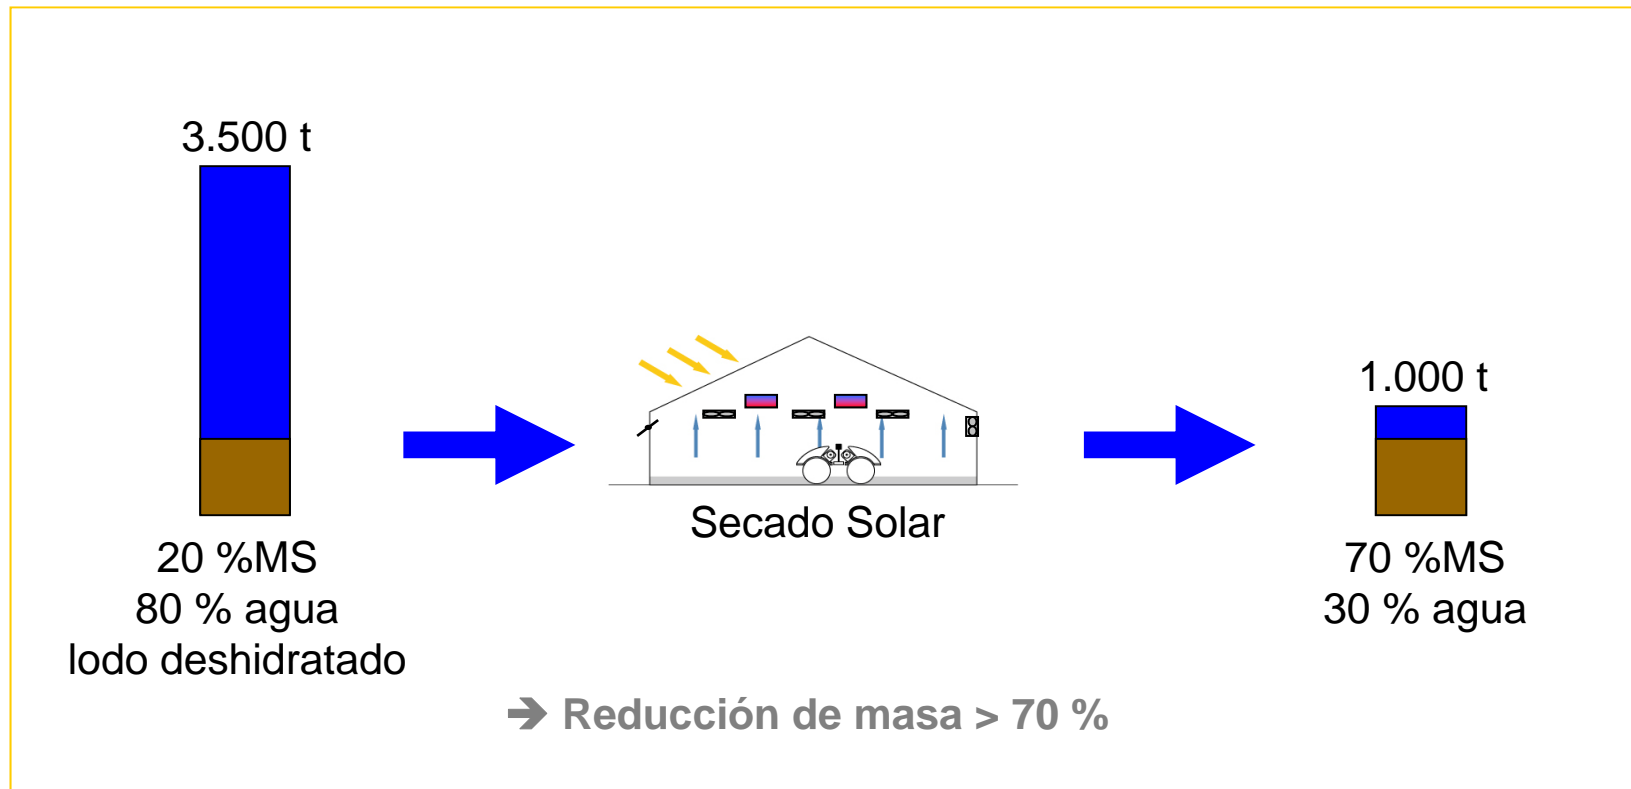 3.500 t
20 %MS
80 % agua
lodo deshidratado
Secado Solar
1.000 t
70 %MS
30 % agua
➔ Reducción de masa > 70 %